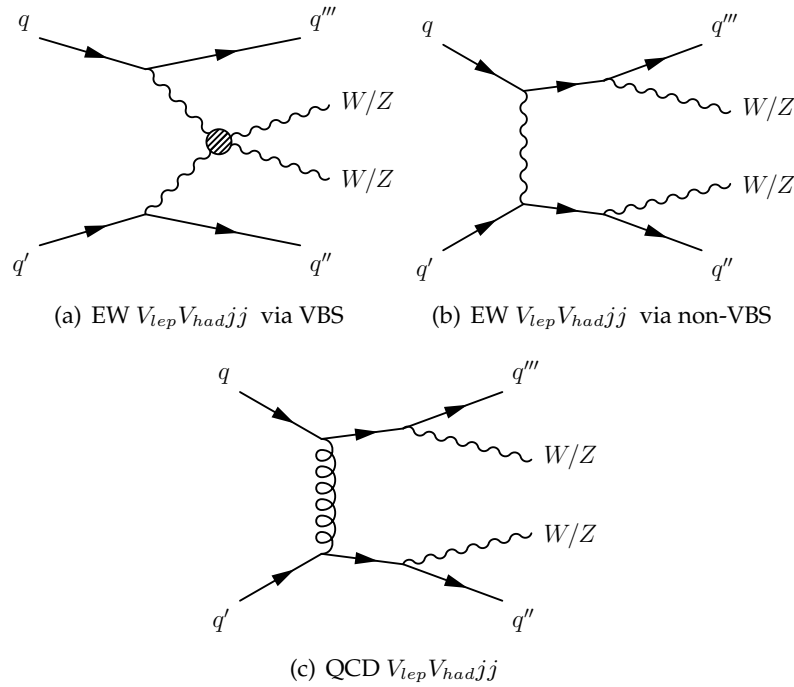 q
q'''
W/Z
W/Z
q'
q''
(a) EW V_{lep}V_{had}jj via VBS
q
q'''
W/Z
W/Z
q'
q''
(b) EW V_{lep}V_{had}jj via non-VBS
q
q'''
W/Z
W/Z
q'
q''
(c) QCD V_{lep}V_{had}jj